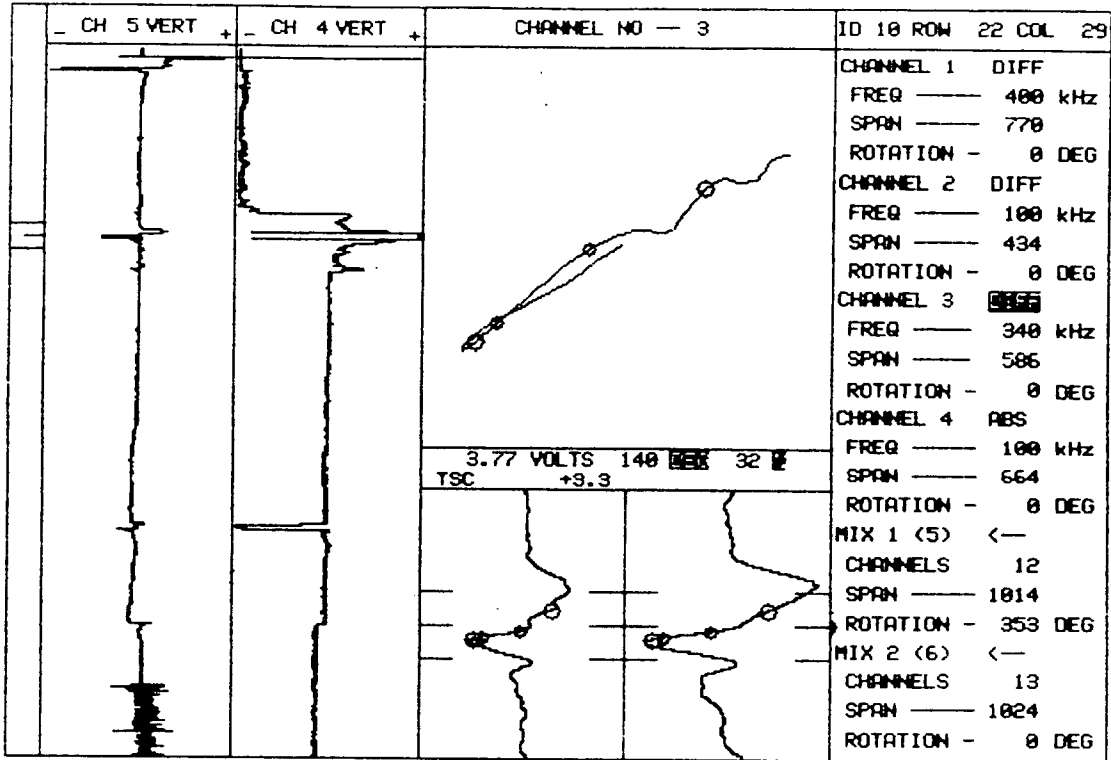 _ CH 5 VERT +
_ CH 4 VERT +
CHANNEL NO — 3
ID 10 ROW 22 COL 29
CHANNEL 1 DIFF
FREQ —— 400 kHz
SPAN —— 770
ROTATION - 0 DEG
CHANNEL 2 DIFF
FREQ —— 100 kHz
SPAN —— 434
ROTATION - 0 DEG
CHANNEL 3 DIFF
FREQ —— 340 kHz
SPAN —— 586
ROTATION - 0 DEG
CHANNEL 4 ABS
FREQ —— 100 kHz
SPAN —— 664
ROTATION - 0 DEG
MIX 1 (5) <—
CHANNELS 12
SPAN —— 1014
ROTATION - 353 DEG
MIX 2 (6) <—
CHANNELS 13
SPAN —— 1024
ROTATION - 0 DEG
3.77 VOLTS 140 32
TSC +9.3